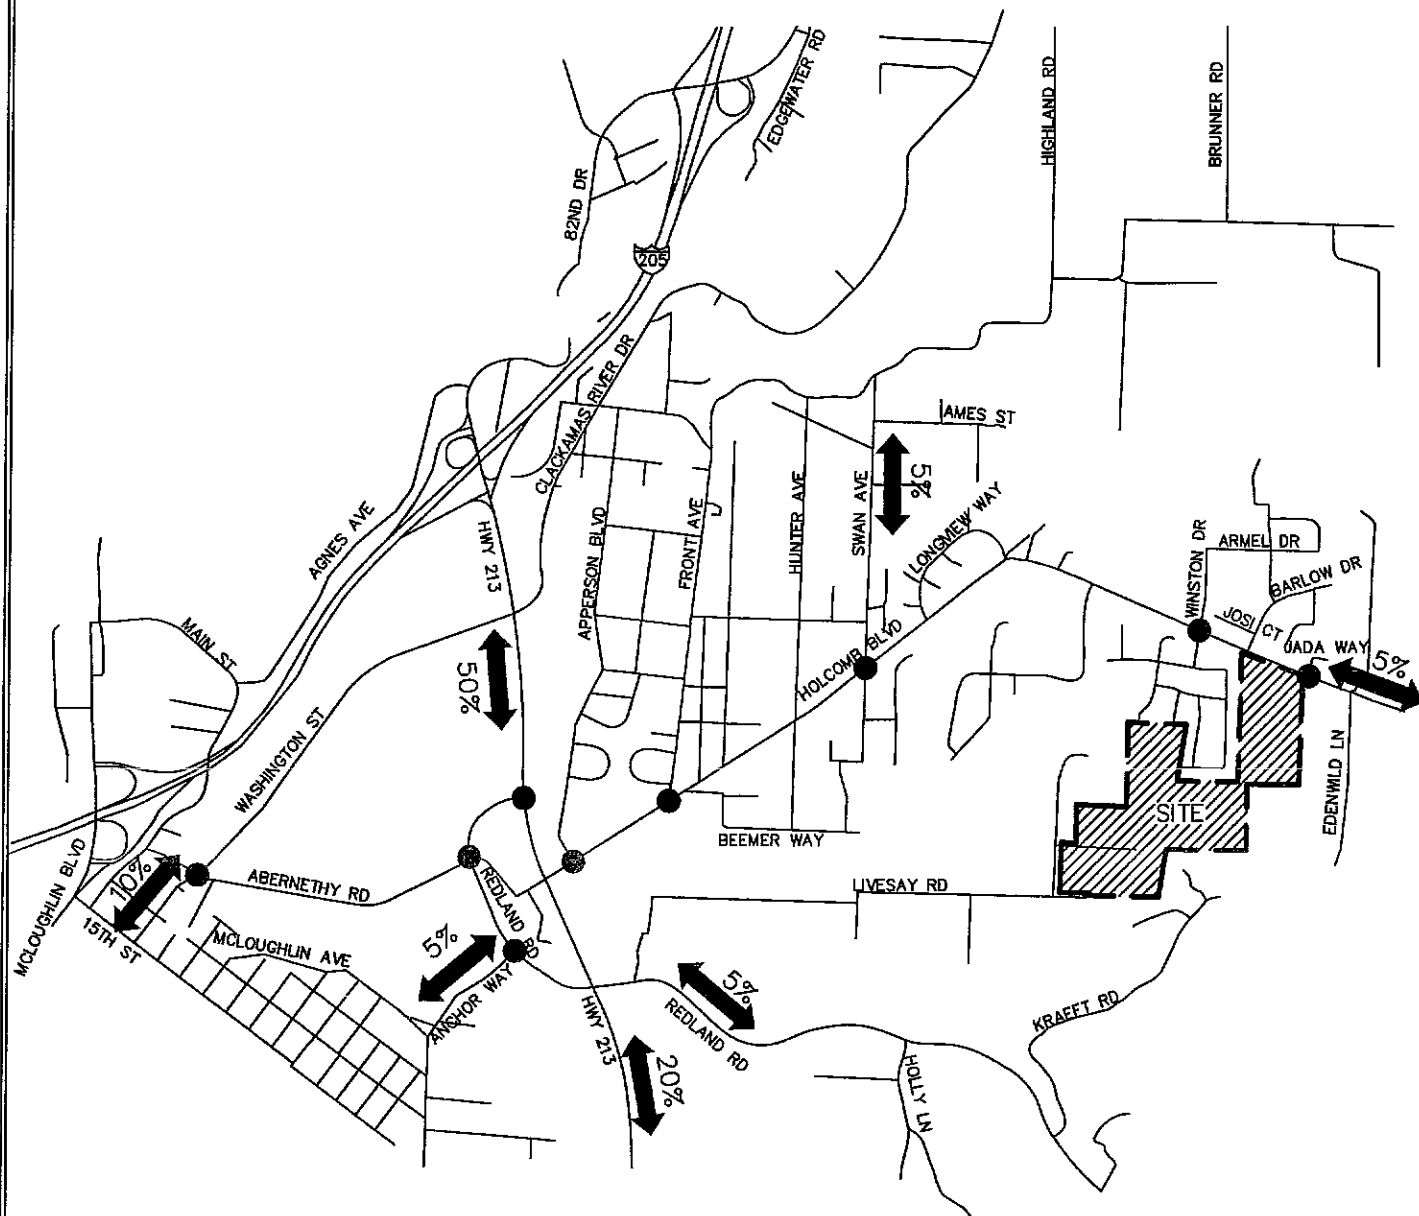 EDGEWATER RD
HIGHLAND RD
BRUNNER RD
82ND DR
205
CLACKAMAS RIVER DR
AMES ST
5%
AGNES AVE
HWY 213
APPERSON BLVD
FRONT AVE
HUNTER AVE
SWAN AVE
LONGVIEW WAY
WINSTON DR
ARMEL DR
BARLOW DR
JOSI CT
JADA WAY
5%
MAIN ST
50%
HOLCOMB BLVD
WASHINGTON ST
EDENWILD LN
SITE
BEEMER WAY
MCLOUGHLIN BLVD
10%
ABERNETHY RD
REDLAND RD
LIVESAY RD
15TH ST
MCLOUGHLIN AVE
5%
ANCHOR WAY
5%
HWY 213
REDLAND RD
KRAFFT RD
20%
HOLLY LN